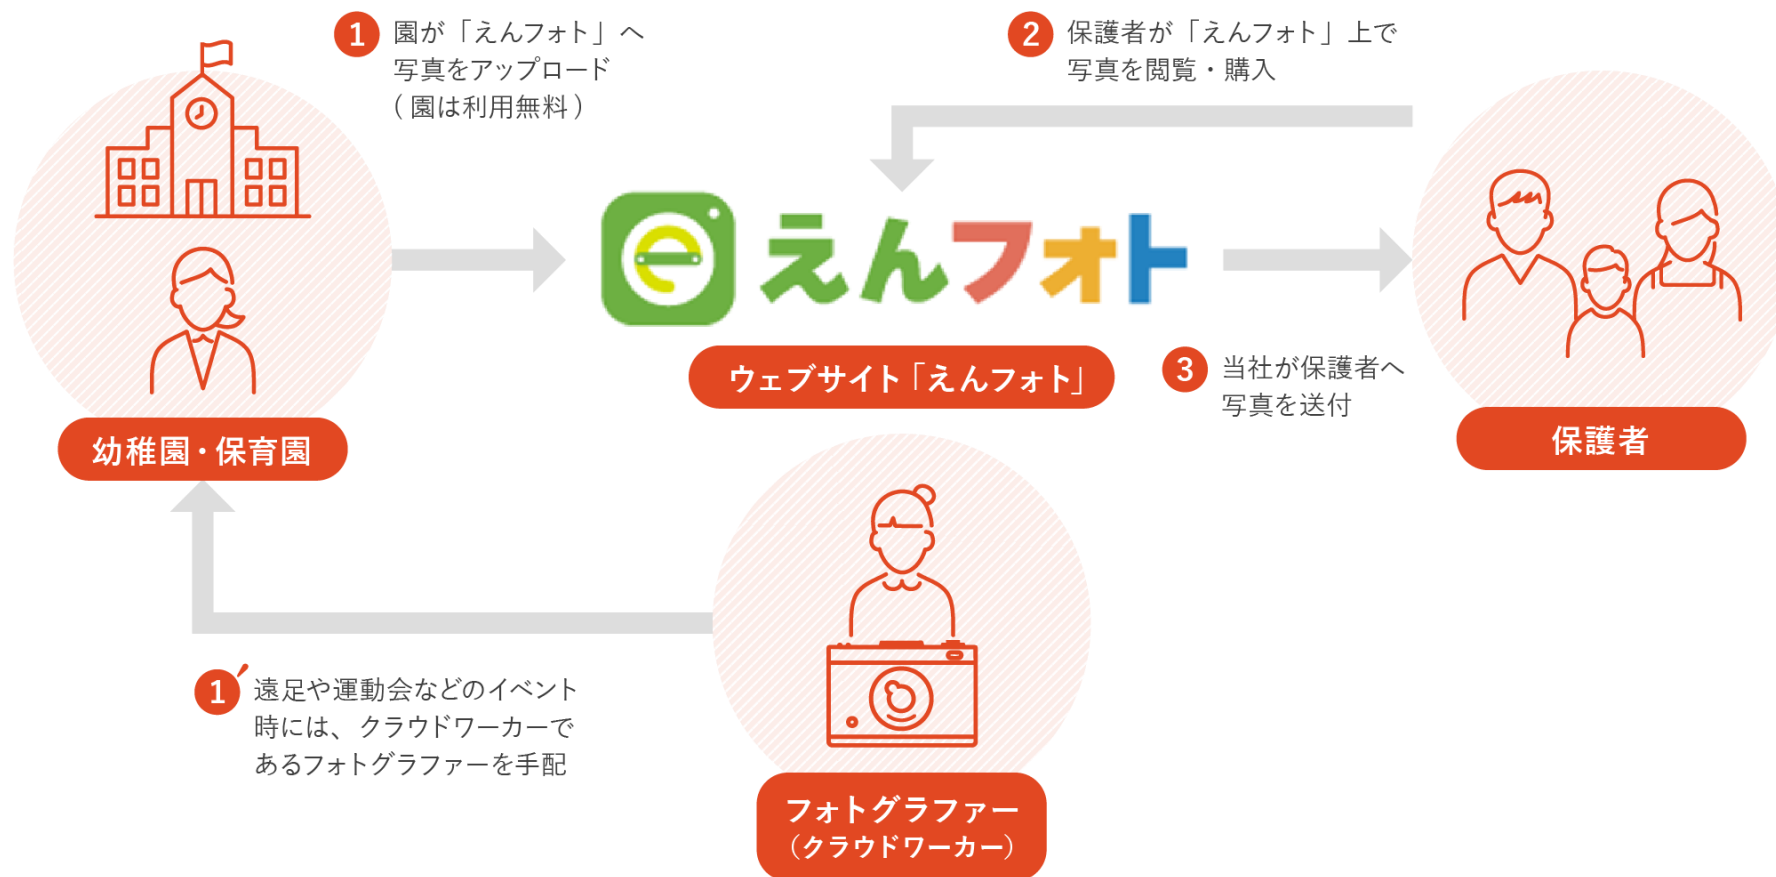 1 園が「えんフォト」へ
写真をアップロード
(園は利用無料)
2 保護者が「えんフォト」上で
写真を閲覧・購入
e えんフォト
ウェブサイト「えんフォト」
3 当社が保護者へ
写真を送付
幼稚園・保育園
保護者
1′ 遠足や運動会などのイベント
時には、クラウドワーカーで
あるフォトグラファーを手配
フォトグラファー
(クラウドワーカー)